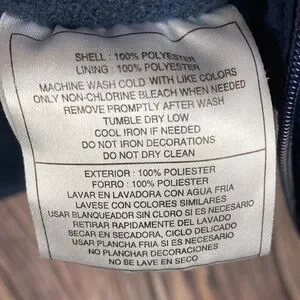 SHELL : 100% POLYESTER
LINING : 100% POLYESTER
MACHINE WASH COLD WITH LIKE COLORS
ONLY NON-CHLORINE BLEACH WHEN NEEDED
REMOVE PROMPTLY AFTER WASH
TUMBLE DRY LOW
COOL IRON IF NEEDED
DO NOT IRON DECORATIONS
DO NOT DRY CLEAN
EXTERIOR : 100% POLIESTER
FORRO : 100% POLIESTER
LAVAR EN LAVADORA CON AGUA FRIA
LAVESE CON COLORES SIMILARES
USAR BLANQUEADOR SIN CLORO SI ES NECESARIO
RETIRAR RAPIDAMENTE DEL LAVADO
SECAR EN SECADORA, CICLO DELICADO
USAR PLANCHA FRIA SI ES NECESARIO
NO PLANCHAR DECORACIONES
NO SE LAVE EN SECO